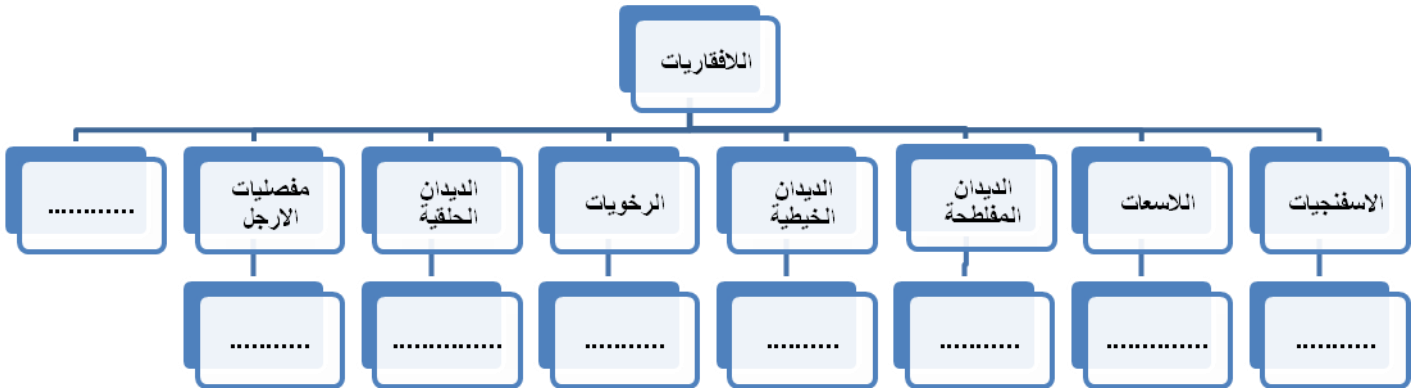 اللافقاريات
الاسفنجيات
اللاسعات
الديدان
المفلطحة
الديدان
الخيطية
الرخويات
الديدان
الحلقية
مفصليات
الارجل
............
...........
..............
...........
..........
...........
...............
...........